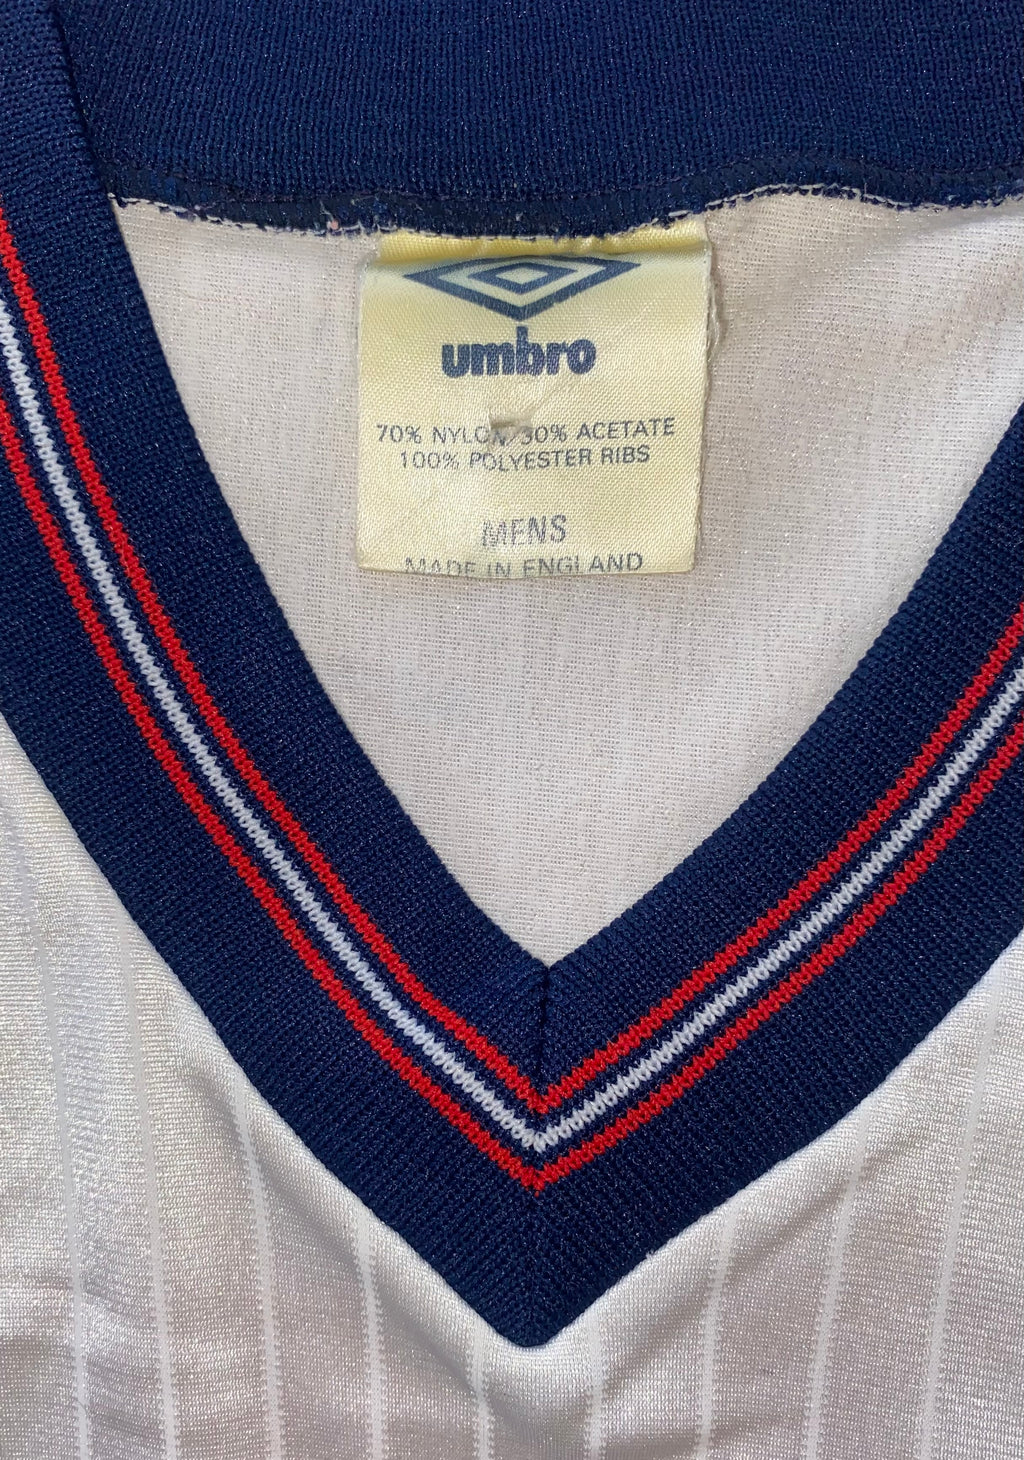 umbro
70% NYLON/30% ACETATE
100% POLYESTER RIBS
MENS
MADE IN ENGLAND